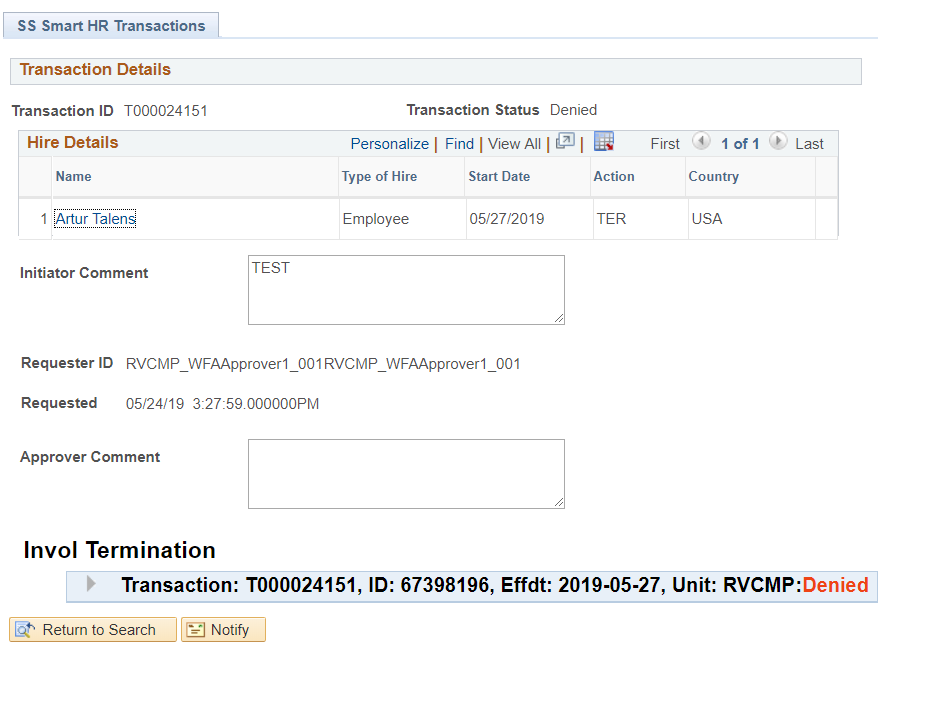 SS Smart HR Transactions
Transaction Details
Transaction ID T000024151 Transaction Status Denied
Hire Details Personalize | Find | View All | | First 1 of 1 Last
Name Type of Hire Start Date Action Country
1 Artur Talens Employee 05/27/2019 TER USA
Initiator Comment TEST
Requester ID RVCMP_WFAApprover1_001RVCMP_WFAApprover1_001
Requested 05/24/19 3:27:59.000000PM
Approver Comment
Invol Termination
Transaction: T000024151, ID: 67398196, Effdt: 2019-05-27, Unit: RVCMP:Denied
Return to Search Notify